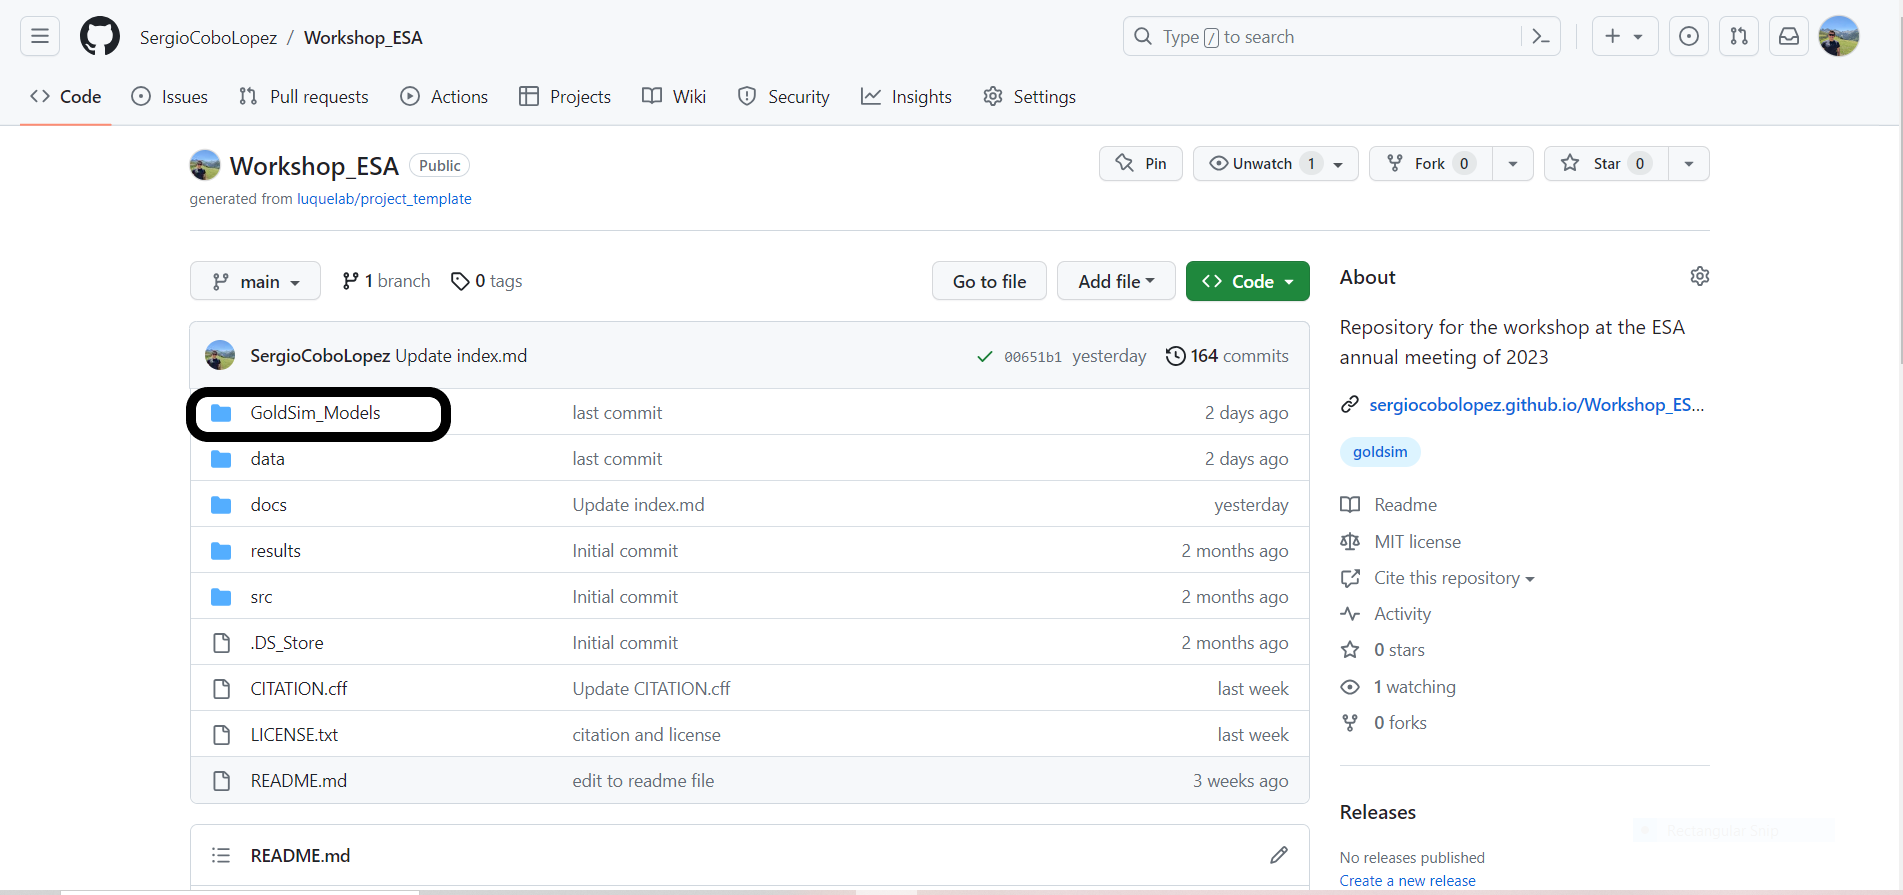 SergioCoboLopez / Workshop_ESA
Type / to search
Code Issues Pull requests Actions Projects Wiki Security Insights Settings
Workshop_ESA Public
Pin Unwatch 1 Fork 0 Star 0
generated from luquelab/project_template
main 1 branch 0 tags Go to file Add file Code
SergioCoboLopez Update index.md 00651b1 yesterday 164 commits
GoldSim_Models last commit 2 days ago
data last commit 2 days ago
docs Update index.md yesterday
results Initial commit 2 months ago
src Initial commit 2 months ago
.DS_Store Initial commit 2 months ago
CITATION.cff Update CITATION.cff last week
LICENSE.txt citation and license last week
README.md edit to readme file 3 weeks ago
README.md
About
Repository for the workshop at the ESA
annual meeting of 2023
sergiocobolopez.github.io/Workshop_ES...
goldsim
Readme
MIT license
Cite this repository
Activity
0 stars
1 watching
0 forks
Releases
Rectangular Snip
No releases published
Create a new release